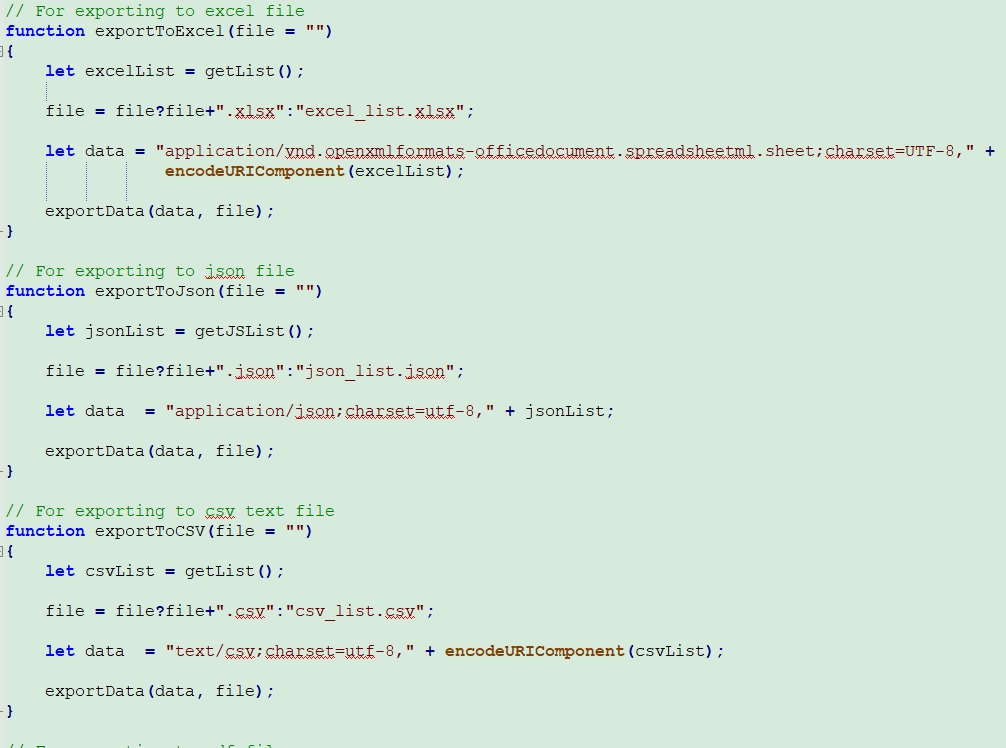 // For exporting to excel file
function exportToExcel(file = "")
{
let excelList = getList();
file = file?file+".xlsx":"excel_list.xlsx";
let data = "application/vnd.openxmlformats-officedocument.spreadsheetml.sheet;charset=UTF-8," +
encodeURIComponent(excelList);
exportData(data, file);
}
// For exporting to json file
function exportToJson(file = "")
{
let jsonList = getJSList();
file = file?file+".json":"json_list.json";
let data  = "application/json;charset=utf-8," + jsonList;
exportData(data, file);
}
// For exporting to csv text file
function exportToCSV(file = "")
{
let csvList = getList();
file = file?file+".csv":"csv_list.csv";
let data  = "text/csv;charset=utf-8," + encodeURIComponent(csvList);
exportData(data, file);
}